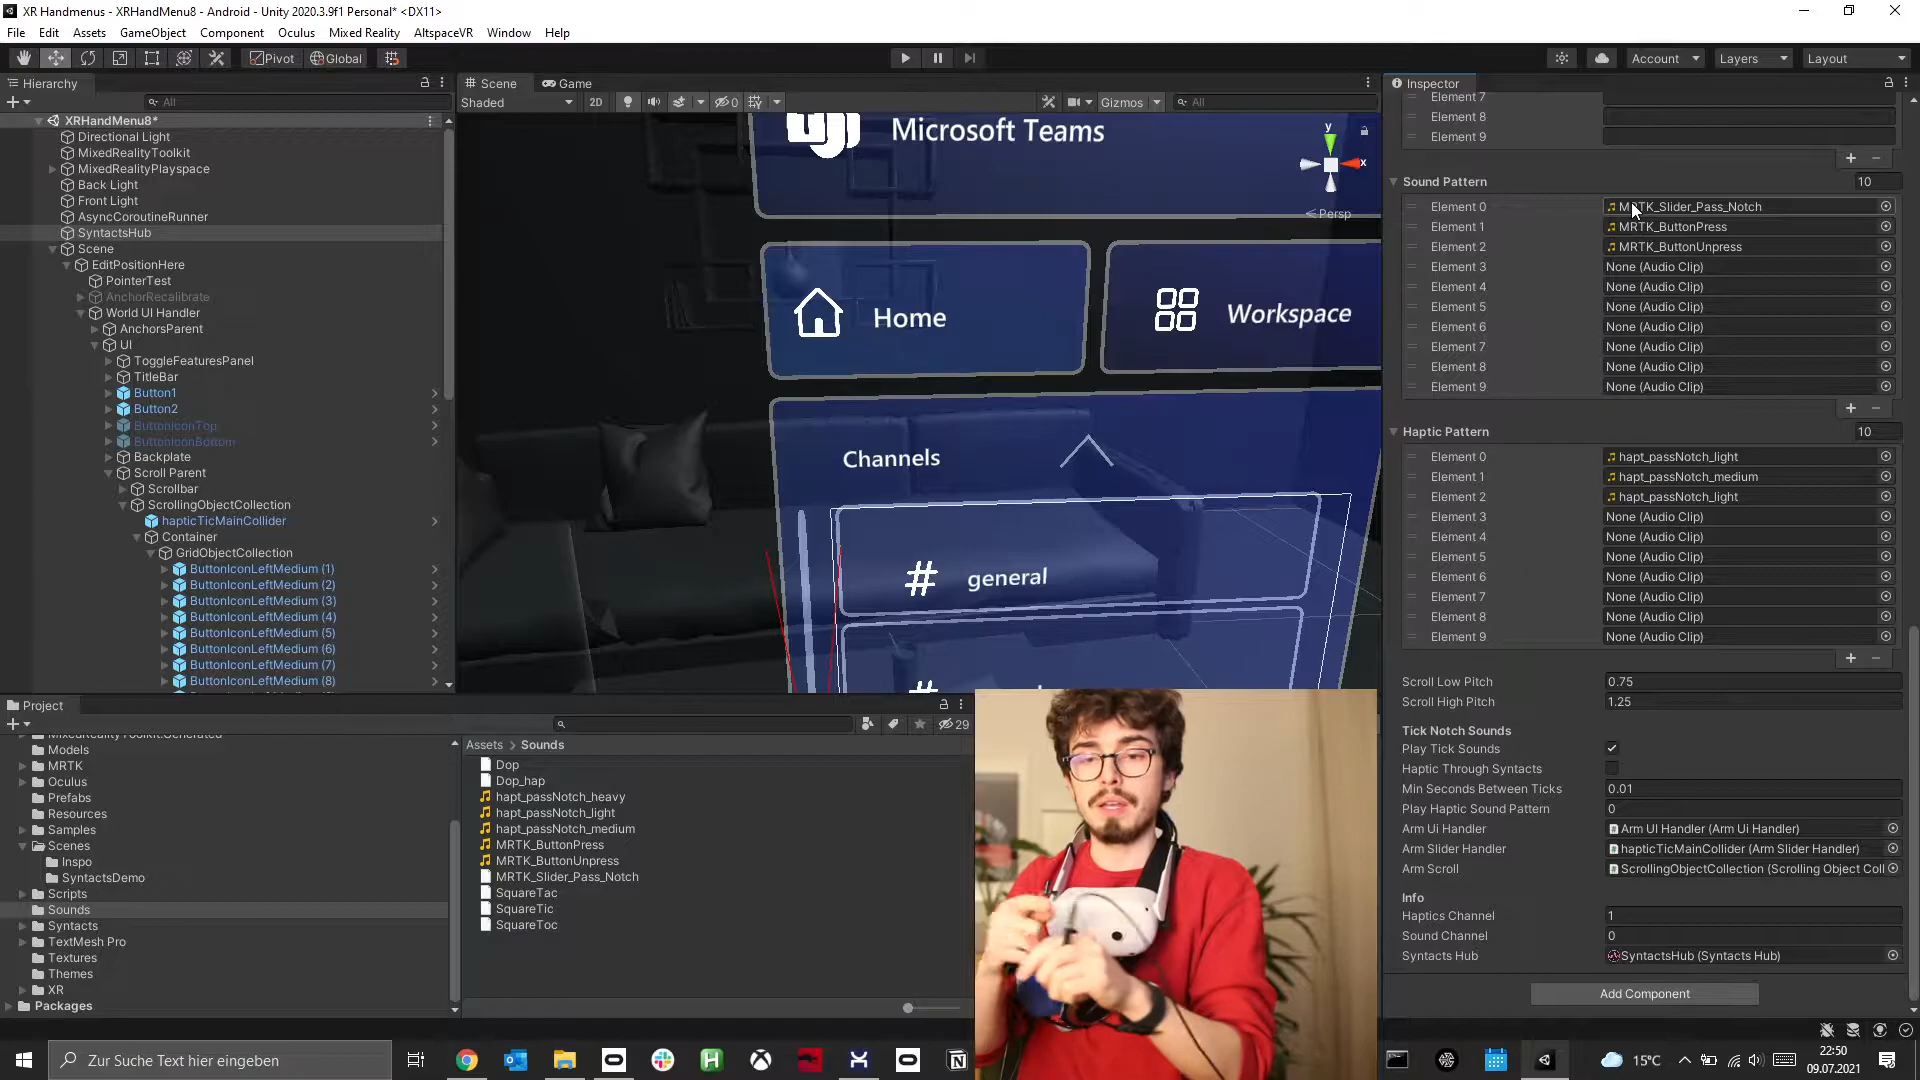 XR Handmenus - XRHandMenu8 - Android - Unity 2020.3.9f1 Personal* <DX11>
File Edit Assets GameObject Component Oculus Mixed Reality AltspaceVR Window Help
Pivot Global Account Layers Layout
Hierarchy
All
XRHandMenu8*
Directional Light
MixedRealityToolkit
MixedRealityPlayspace
Back Light
Front Light
AsyncCoroutineRunner
SyntactsHub
Scene
EditPositionHere
PointerTest
AnchorRecalibrate
World UI Handler
AnchorsParent
UI
ToggleFeaturesPanel
TitleBar
Button1
Button2
ButtonIconTop
ButtonIconBottom
Backplate
Scroll Parent
Scrollbar
ScrollingObjectCollection
hapticTicMainCollider
Container
GridObjectCollection
ButtonIconLeftMedium (1)
ButtonIconLeftMedium (2)
ButtonIconLeftMedium (3)
ButtonIconLeftMedium (4)
ButtonIconLeftMedium (5)
ButtonIconLeftMedium (6)
ButtonIconLeftMedium (7)
ButtonIconLeftMedium (8)
Scene Game
Shaded 2D 0 Gizmos All
Microsoft Teams
y
x
Persp
Home
Workspace
Channels
# general
Inspector
Element 7
Element 8
Element 9
Sound Pattern 10
Element 0 MRTK_Slider_Pass_Notch
Element 1 MRTK_ButtonPress
Element 2 MRTK_ButtonUnpress
Element 3 None (Audio Clip)
Element 4 None (Audio Clip)
Element 5 None (Audio Clip)
Element 6 None (Audio Clip)
Element 7 None (Audio Clip)
Element 8 None (Audio Clip)
Element 9 None (Audio Clip)
Haptic Pattern 10
Element 0 hapt_passNotch_light
Element 1 hapt_passNotch_medium
Element 2 hapt_passNotch_light
Element 3 None (Audio Clip)
Element 4 None (Audio Clip)
Element 5 None (Audio Clip)
Element 6 None (Audio Clip)
Element 7 None (Audio Clip)
Element 8 None (Audio Clip)
Element 9 None (Audio Clip)
Scroll Low Pitch 0.75
Scroll High Pitch 1.25
Tick Notch Sounds
Play Tick Sounds
Haptic Through Syntacts
Min Seconds Between Ticks 0.01
Play Haptic Sound Pattern 0
Arm Ui Handler Arm UI Handler (Arm Ui Handler)
Arm Slider Handler hapticTicMainCollider (Arm Slider Handler)
Arm Scroll ScrollingObjectCollection (Scrolling Object Coll
Info
Haptics Channel 1
Sound Channel 0
Syntacts Hub SyntactsHub (Syntacts Hub)
Add Component
Project
29
Models
MRTK
Oculus
Prefabs
Resources
Samples
Scenes
Inspo
SyntactsDemo
Scripts
Sounds
Syntacts
TextMesh Pro
Textures
Themes
XR
Packages
Assets > Sounds
Dop
Dop_hap
hapt_passNotch_heavy
hapt_passNotch_light
hapt_passNotch_medium
MRTK_ButtonPress
MRTK_ButtonUnpress
MRTK_Slider_Pass_Notch
SquareTac
SquareTic
SquareToc
Zur Suche Text hier eingeben
15°C
22:50
09.07.2021